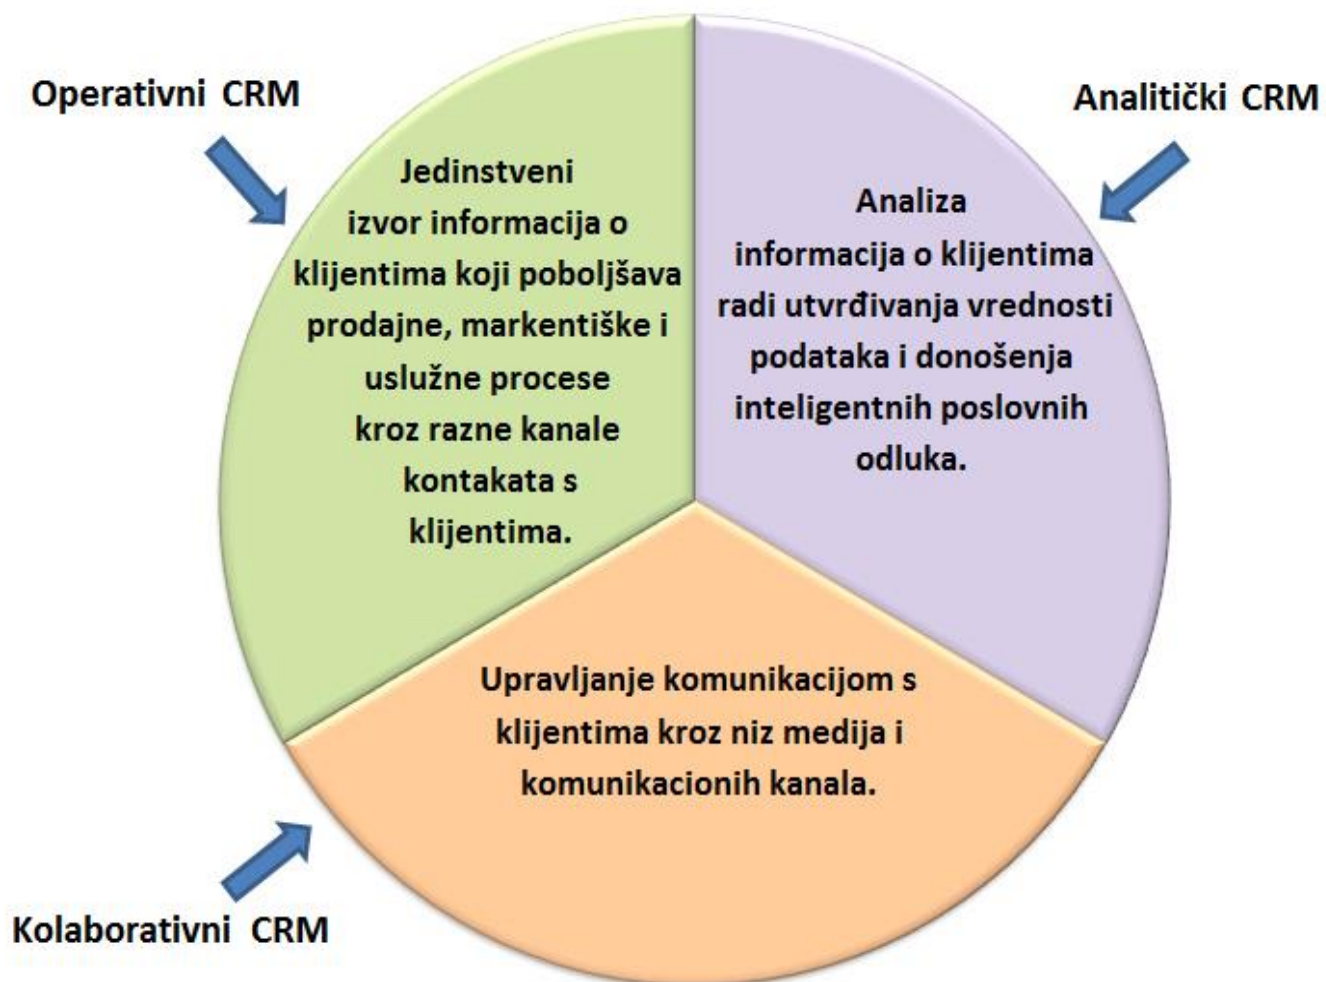 Operativni CRM
Analitički CRM
Jedinstveni
izvor informacija o
klijentima koji poboljšava
prodajne, markentiške i
uslužne procese
kroz razne kanale
kontakata s
klijentima.
Analiza
informacija o klijentima
radi utvrđivanja vrednosti
podataka i donošenja
inteligentnih poslovnih
odluka.
Upravljanje komunikacijom s
klijentima kroz niz medija i
komunikacionih kanala.
Kolaborativni CRM